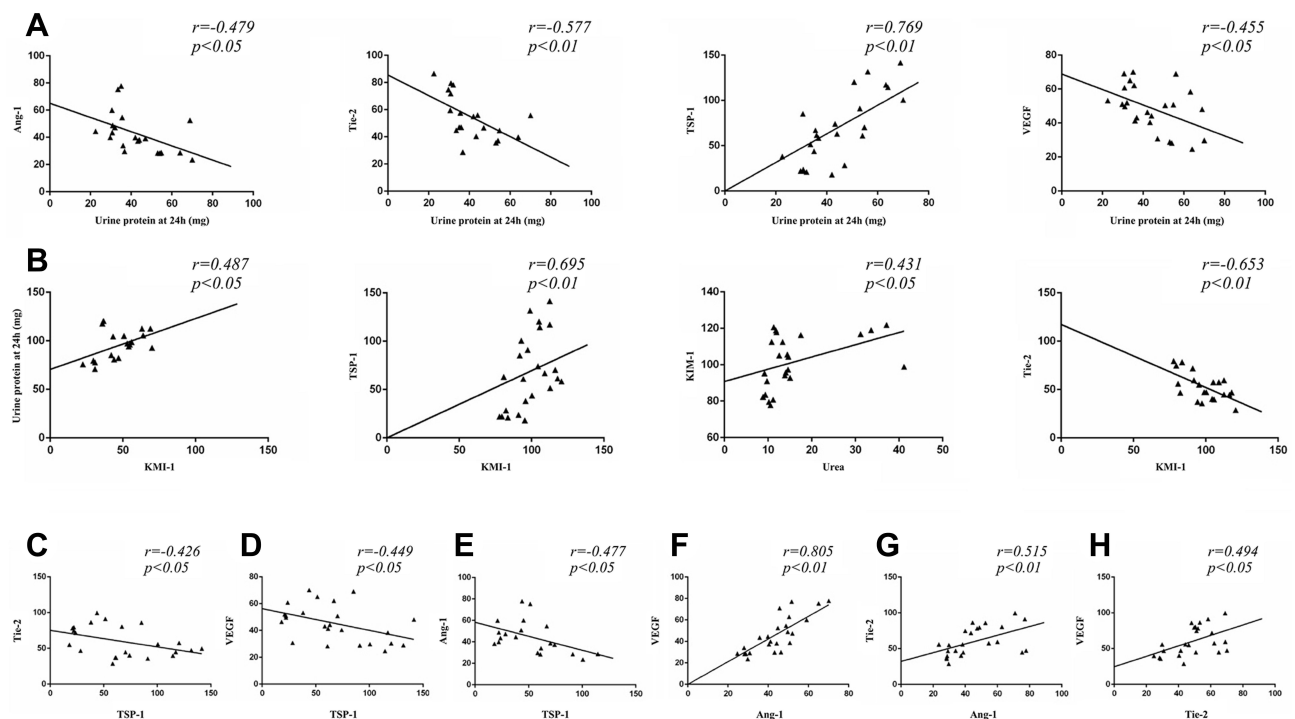 A
r=-0.479
p<0.05
100
80
60
40
20
0
Ang-1
0 20 40 60 80 100
Urine protein at 24h (mg)
r=-0.577
p<0.01
100
80
60
40
20
0
Tie-2
0 20 40 60 80 100
Urine protein at 24h (mg)
r=0.769
p<0.01
150
100
50
0
TSP-1
0 20 40 60 80
Urine protein at 24h (mg)
r=-0.455
p<0.05
80
60
40
20
0
VEGF
0 20 40 60 80 100
Urine protein at 24h (mg)
B
r=0.487
p<0.05
150
100
50
0
Urine protein at 24h (mg)
0 50 100 150
KMI-1
r=0.695
p<0.01
150
100
50
0
TSP-1
0 50 100 150
KMI-1
r=0.431
p<0.05
140
120
100
80
60
KIM-1
0 10 20 30 40 50
Urea
r=-0.653
p<0.01
150
100
50
0
Tie-2
0 50 100 150
KMI-1
C
r=-0.426
p<0.05
150
100
50
0
Tie-2
0 50 100 150
TSP-1
D
r=-0.449
p<0.05
80
60
40
20
0
VEGF
0 50 100 150
TSP-1
E
r=-0.477
p<0.05
100
80
60
40
20
0
Ang-1
0 50 100 150
TSP-1
F
r=0.805
p<0.01
100
80
60
40
20
0
VEGF
0 20 40 60 80
Ang-1
G
r=0.515
p<0.01
150
100
50
0
Tie-2
0 20 40 60 80 100
Ang-1
H
r=0.494
p<0.05
150
100
50
0
VEGF
0 20 40 60 80 100
Tie-2